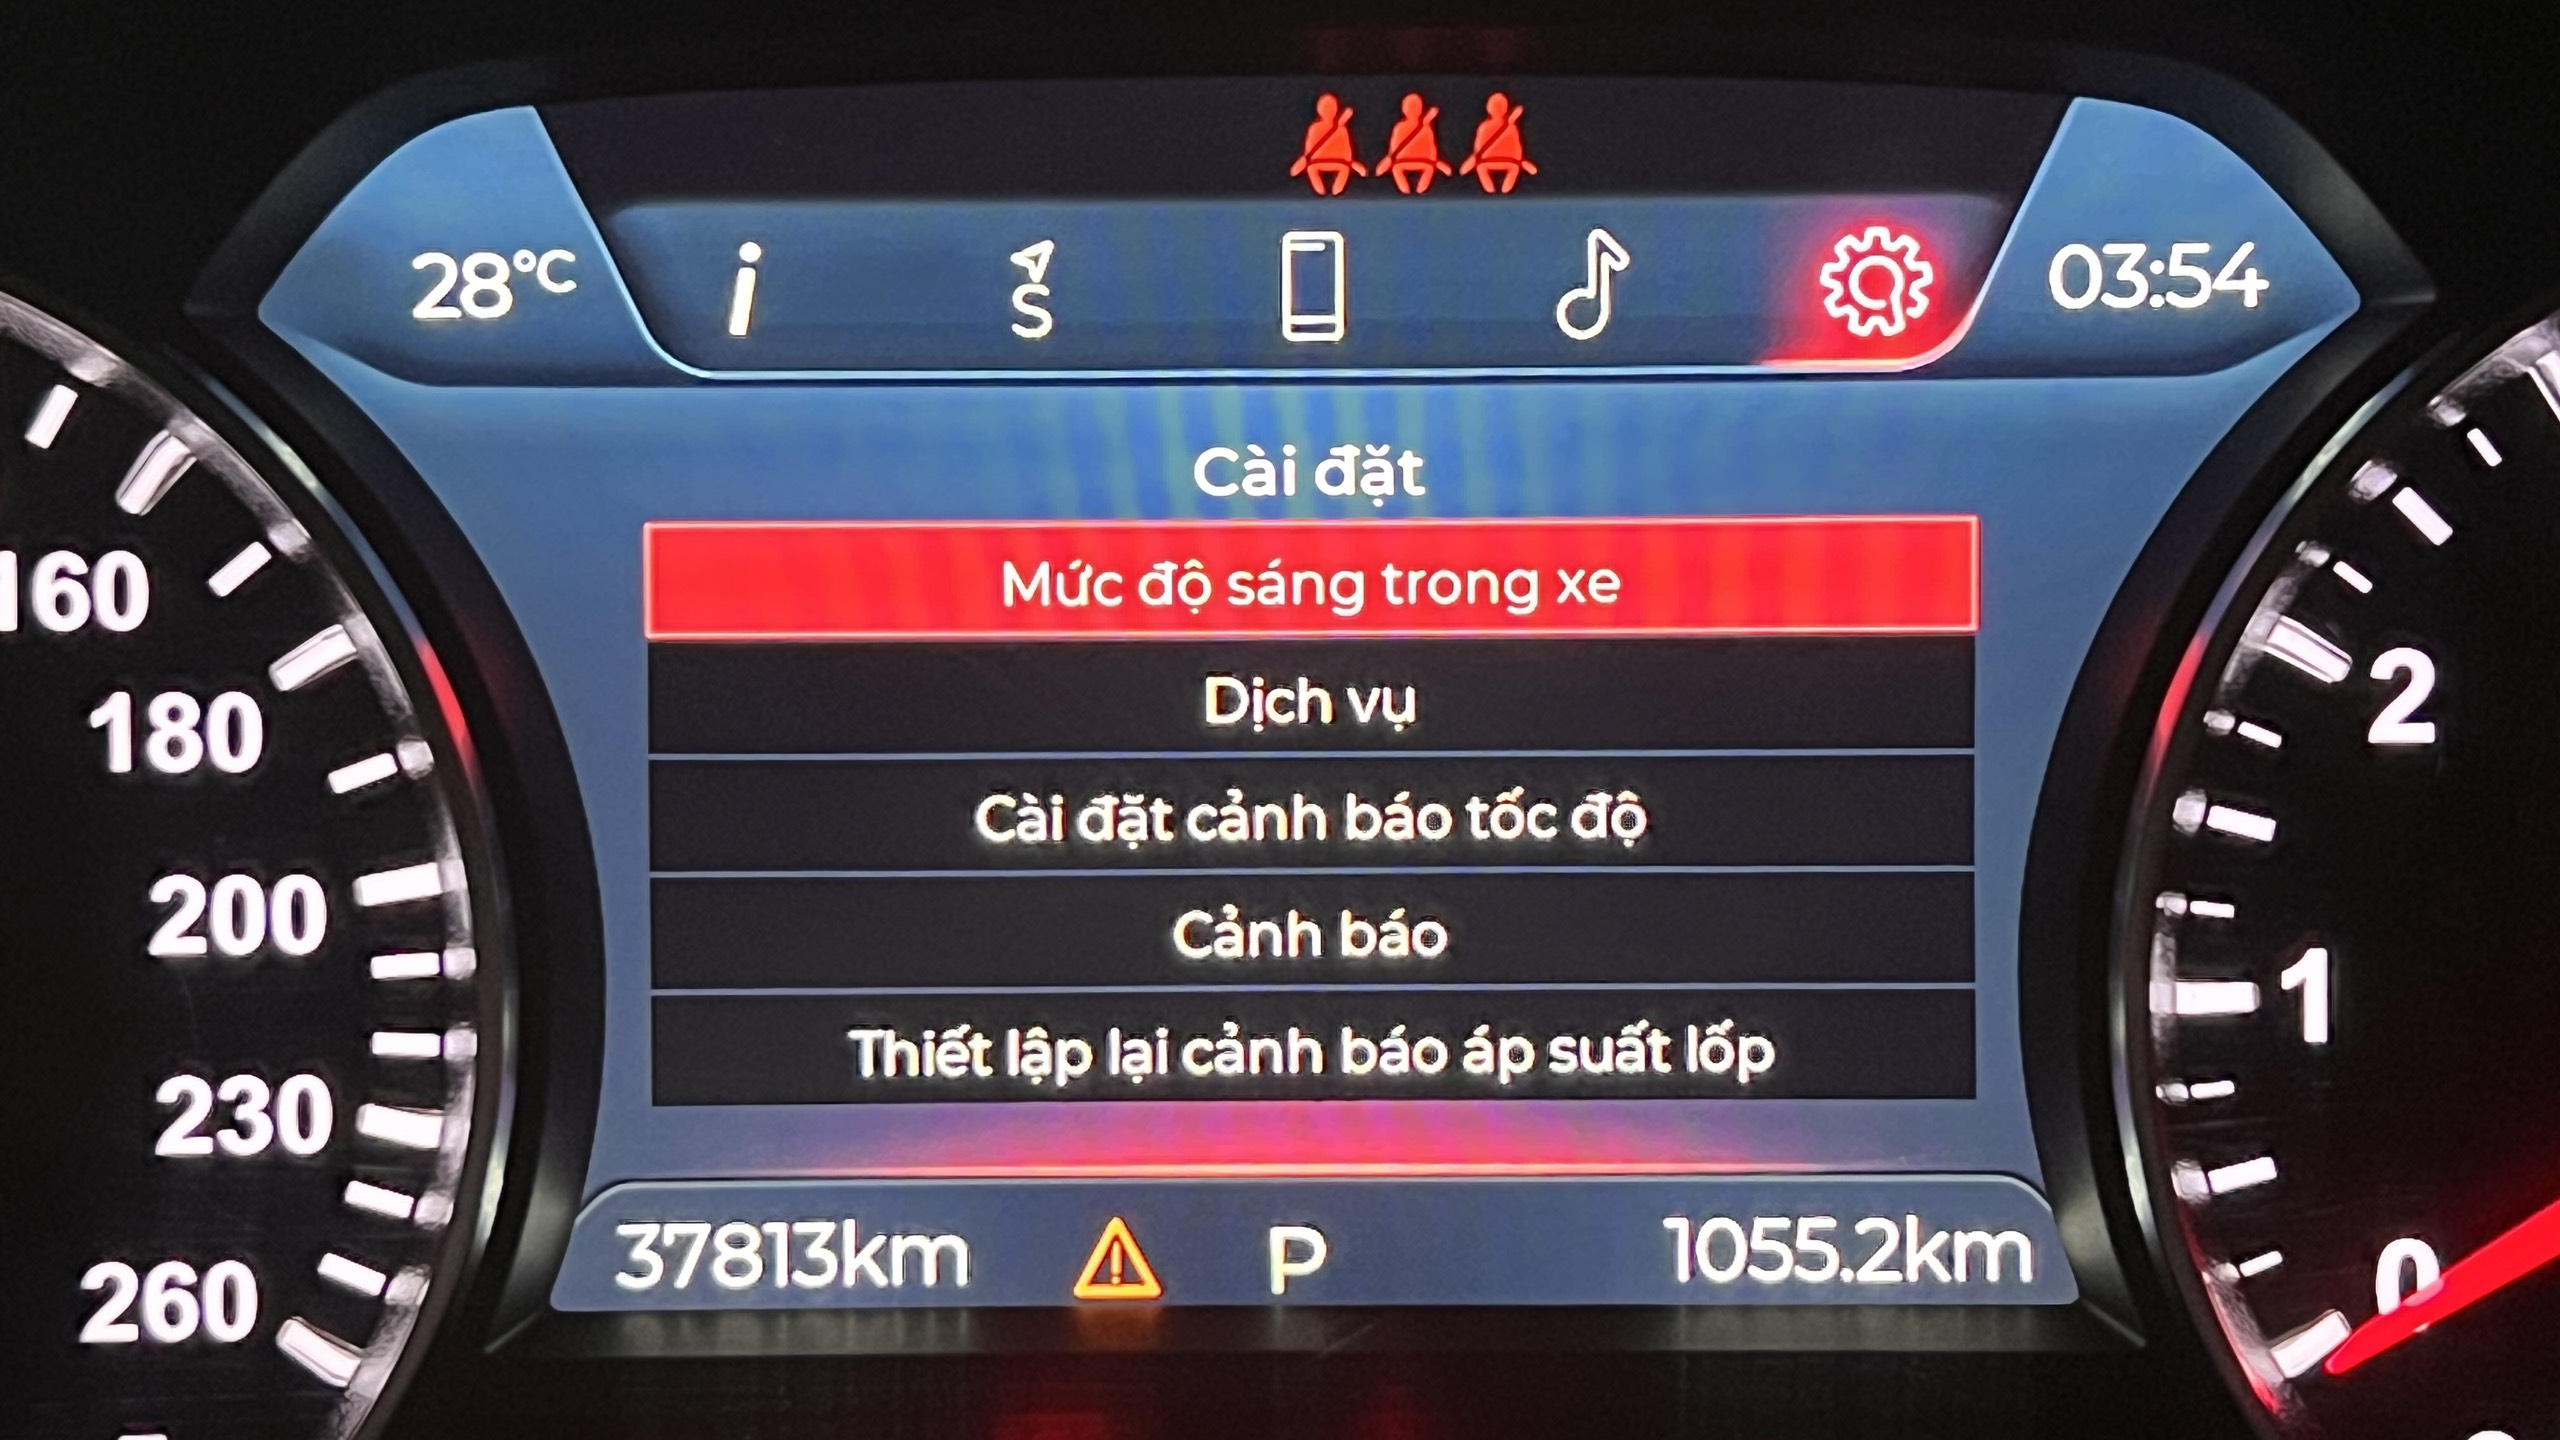 28°C
i
S
03:54
Cài đặt
Mức độ sáng trong xe
Dịch vụ
Cài đặt cảnh báo tốc độ
Cảnh báo
Thiết lập lại cảnh báo áp suất lốp
37813km
P
1055.2km
160
180
200
230
260
2
1
0